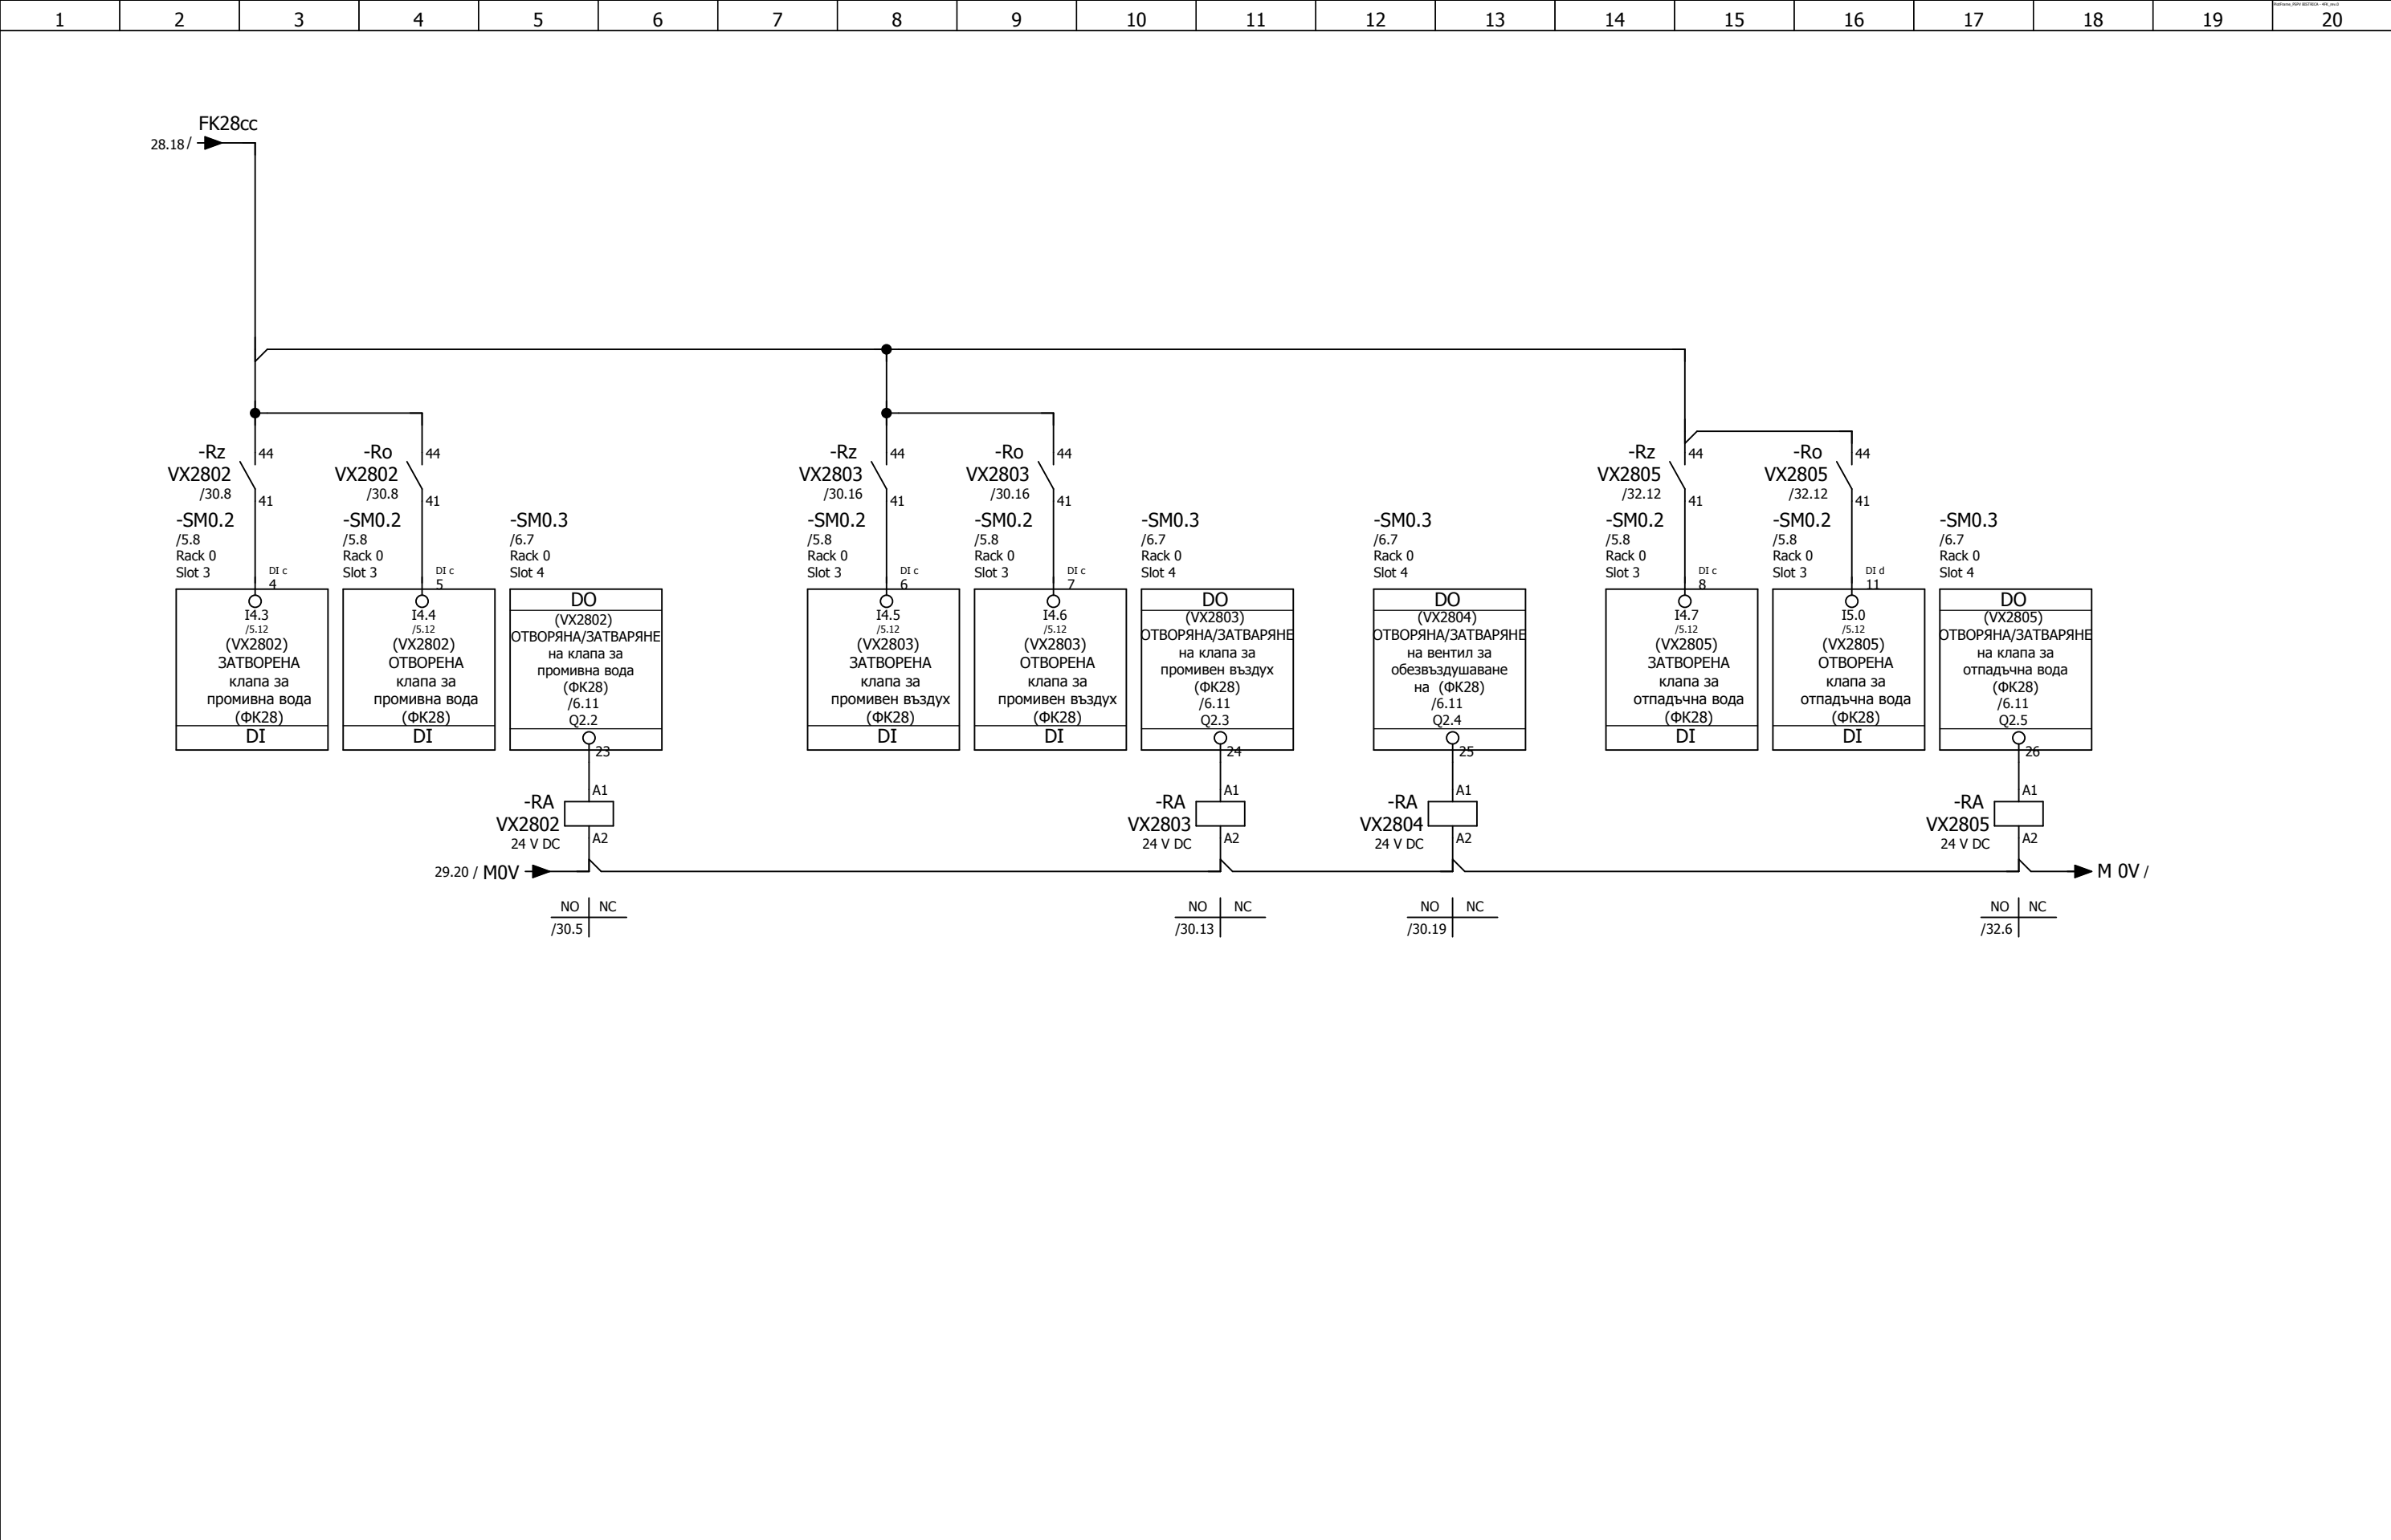 1 2 3 4 5 6 7 8 9 10 11 12 13 14 15 16 17 18 19 20
FK28cc
28.18 /
-Rz
VX2802
/30.8
44
41
-SM0.2
/5.8
Rack 0
Slot 3
DI c
4
I4.3
/5.12
(VX2802)
ЗАТВОРЕНА
клапа за
промивна вода
(ФК28)
DI
-Ro
VX2802
/30.8
44
41
-SM0.2
/5.8
Rack 0
Slot 3
DI c
5
I4.4
/5.12
(VX2802)
ОТВОРЕНА
клапа за
промивна вода
(ФК28)
DI
-SM0.3
/6.7
Rack 0
Slot 4
DO
(VX2802)
ОТВОРЯНА/ЗАТВАРЯНЕ
на клапа за
промивна вода
(ФК28)
/6.11
Q2.2
23
-RA
VX2802
24 V DC
A1
A2
29.20 / M0V
NO NC
/30.5
-Rz
VX2803
/30.16
44
41
-SM0.2
/5.8
Rack 0
Slot 3
DI c
6
I4.5
/5.12
(VX2803)
ЗАТВОРЕНА
клапа за
промивен въздух
(ФК28)
DI
-Ro
VX2803
/30.16
44
41
-SM0.2
/5.8
Rack 0
Slot 3
DI c
7
I4.6
/5.12
(VX2803)
ОТВОРЕНА
клапа за
промивен въздух
(ФК28)
DI
-SM0.3
/6.7
Rack 0
Slot 4
DO
(VX2803)
ОТВОРЯНА/ЗАТВАРЯНЕ
на клапа за
промивен въздух
(ФК28)
/6.11
Q2.3
24
-RA
VX2803
24 V DC
A1
A2
NO NC
/30.13
-SM0.3
/6.7
Rack 0
Slot 4
DO
(VX2804)
ОТВОРЯНА/ЗАТВАРЯНЕ
на вентил за
обезвъздушаване
на (ФК28)
/6.11
Q2.4
25
-RA
VX2804
24 V DC
A1
A2
NO NC
/30.19
-Rz
VX2805
/32.12
44
41
-SM0.2
/5.8
Rack 0
Slot 3
DI c
8
I4.7
/5.12
(VX2805)
ЗАТВОРЕНА
клапа за
отпадъчна вода
(ФК28)
DI
-Ro
VX2805
/32.12
44
41
-SM0.2
/5.8
Rack 0
Slot 3
DI d
11
I5.0
/5.12
(VX2805)
ОТВОРЕНА
клапа за
отпадъчна вода
(ФК28)
DI
-SM0.3
/6.7
Rack 0
Slot 4
DO
(VX2805)
ОТВОРЯНА/ЗАТВАРЯНЕ
на клапа за
отпадъчна вода
(ФК28)
/6.11
Q2.5
26
-RA
VX2805
24 V DC
A1
A2
M 0V /
NO NC
/32.6